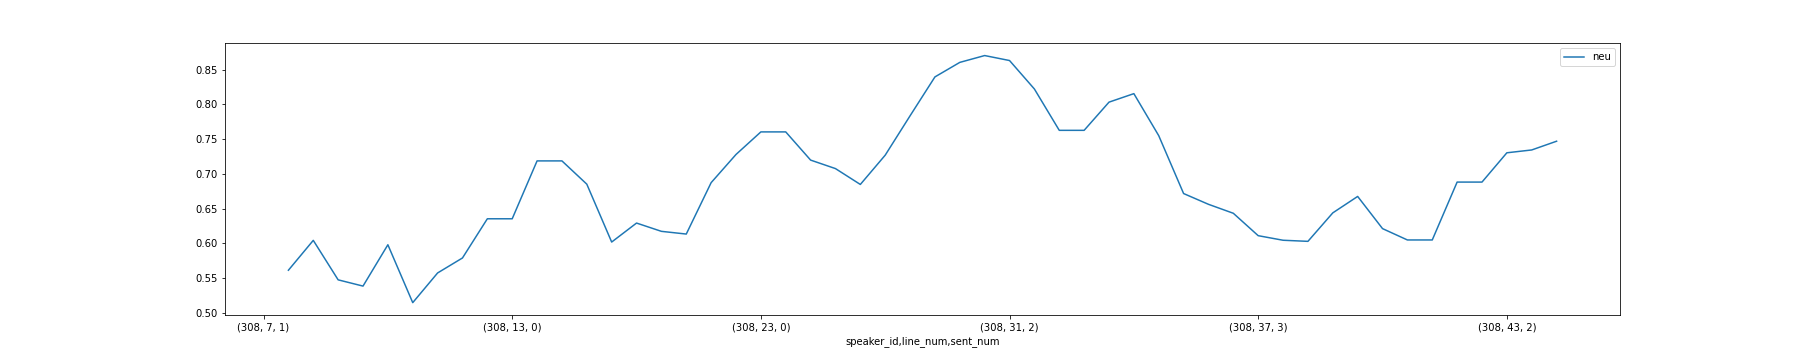 neu
0.85
0.80
0.75
0.70
0.65
0.60
0.55
0.50
(308, 7, 1) (308, 13, 0) (308, 23, 0) (308, 31, 2) (308, 37, 3) (308, 43, 2)
speaker_id,line_num,sent_num